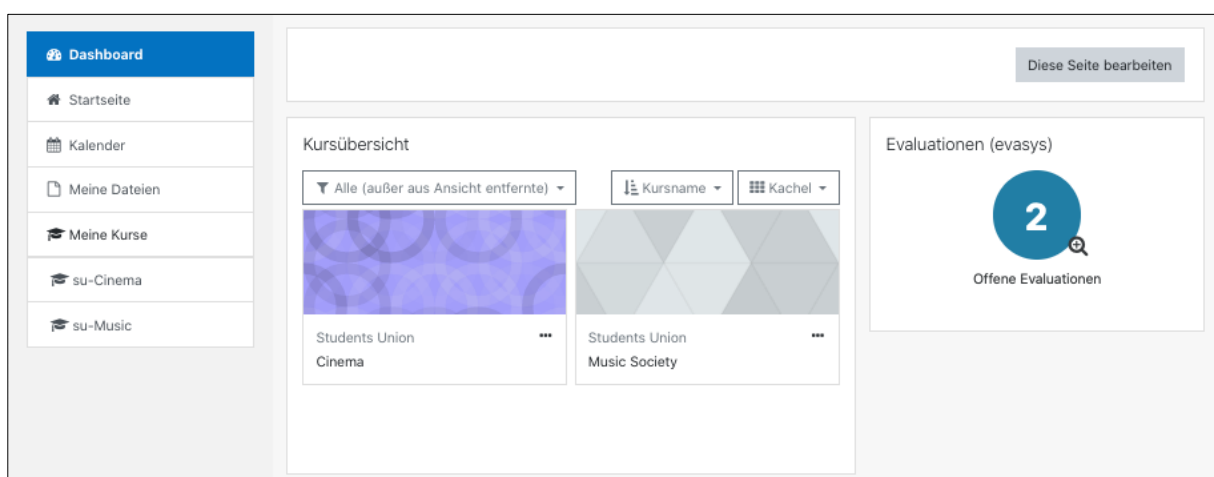 Dashboard
Startseite
Kalender
Meine Dateien
Meine Kurse
su-Cinema
su-Music
Diese Seite bearbeiten
Kursübersicht
Alle (außer aus Ansicht entfernte)
Kursname
Kachel
Students Union
Cinema
Students Union
Music Society
Evaluationen (evasys)
2
Offene Evaluationen